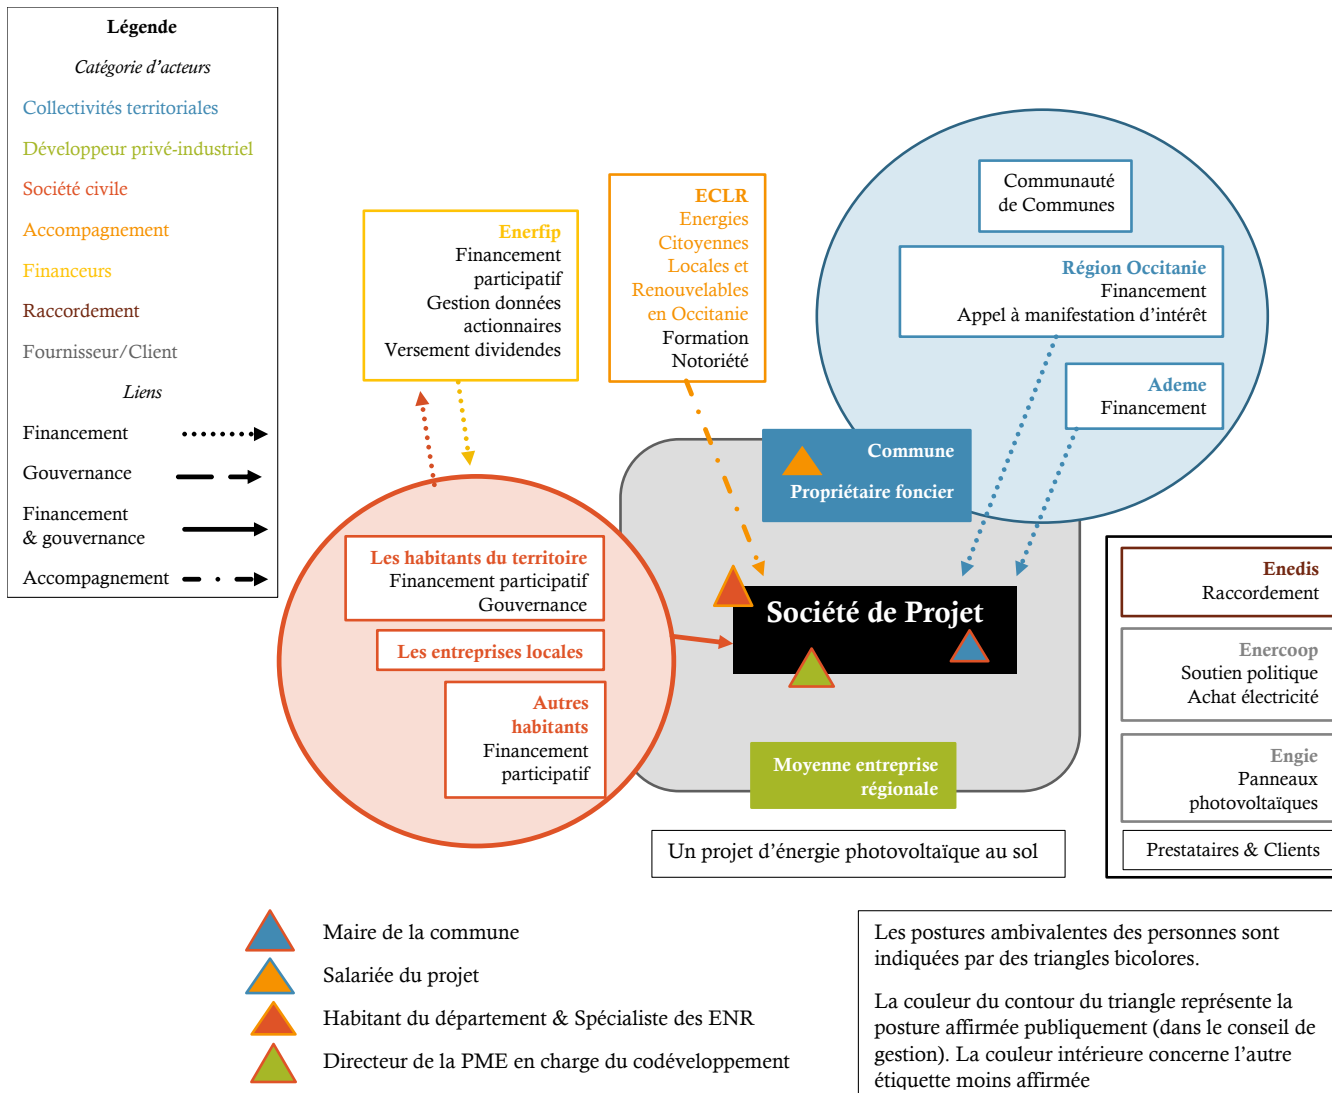 Légende
Catégorie d'acteurs
Collectivités territoriales
Développeur privé-industriel
Société civile
Accompagnement
Financeurs
Raccordement
Fournisseur/Client
Liens
Financement
Gouvernance
Financement
& gouvernance
Accompagnement
Enerfip
Financement
participatif
Gestion données
actionnaires
Versement dividendes
ECLR
Energies
Citoyennes
Locales et
Renouvelables
en Occitanie
Formation
Notoriété
Communauté
de Communes
Région Occitanie
Financement
Appel à manifestation d'intérêt
Ademe
Financement
Commune
Propriétaire foncier
Les habitants du territoire
Financement participatif
Gouvernance
Les entreprises locales
Autres
habitants
Financement
participatif
Société de Projet
Moyenne entreprise
régionale
Enedis
Raccordement
Enercoop
Soutien politique
Achat électricité
Engie
Panneaux
photovoltaïques
Prestataires & Clients
Un projet d'énergie photovoltaïque au sol
Maire de la commune
Salariée du projet
Habitant du département & Spécialiste des ENR
Directeur de la PME en charge du codéveloppement
Les postures ambivalentes des personnes sont
indiquées par des triangles bicolores.
La couleur du contour du triangle représente la
posture affirmée publiquement (dans le conseil de
gestion). La couleur intérieure concerne l'autre
étiquette moins affirmée